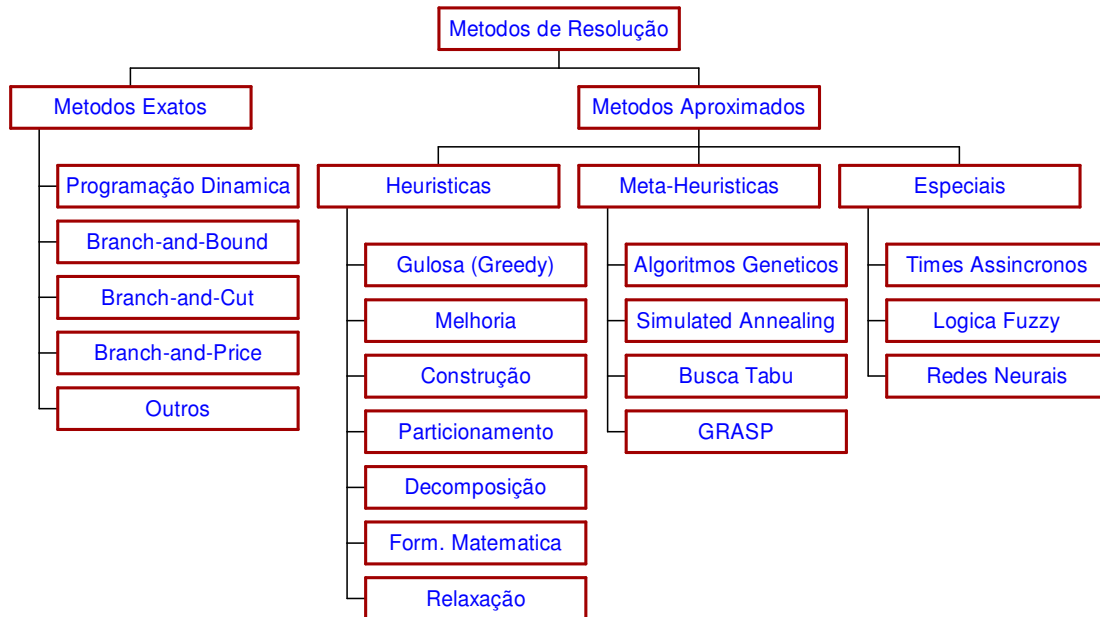 Metodos de Resolução
Metodos Exatos
Metodos Aproximados
Programação Dinamica
Branch-and-Bound
Branch-and-Cut
Branch-and-Price
Outros
Heuristicas
Gulosa (Greedy)
Melhoria
Construção
Particionamento
Decomposição
Form. Matematica
Relaxação
Meta-Heuristicas
Algoritmos Geneticos
Simulated Annealing
Busca Tabu
GRASP
Especiais
Times Assincronos
Logica Fuzzy
Redes Neurais